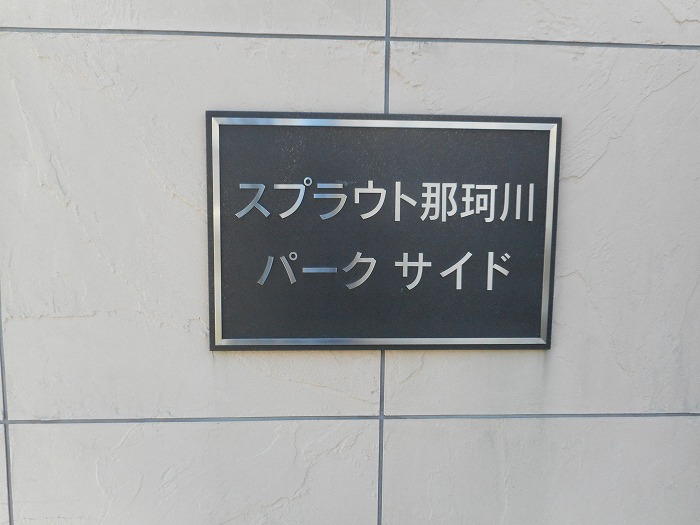 スプラウト那珂川
パーク サイド